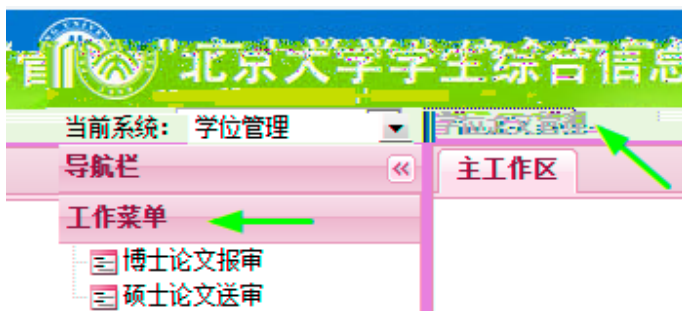 北京大学学生综合信息
当前系统： 学位管理
导航栏
主工作区
工作菜单
博士论文报审
硕士论文送审